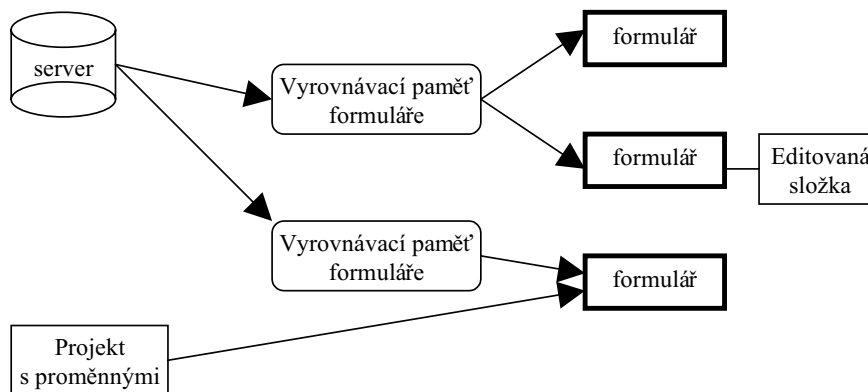 formulář
server
Vyrovnávací paměť
formuláře
formulář
Editovaná
složka
Vyrovnávací paměť
formuláře
formulář
Projekt
s proměnnými